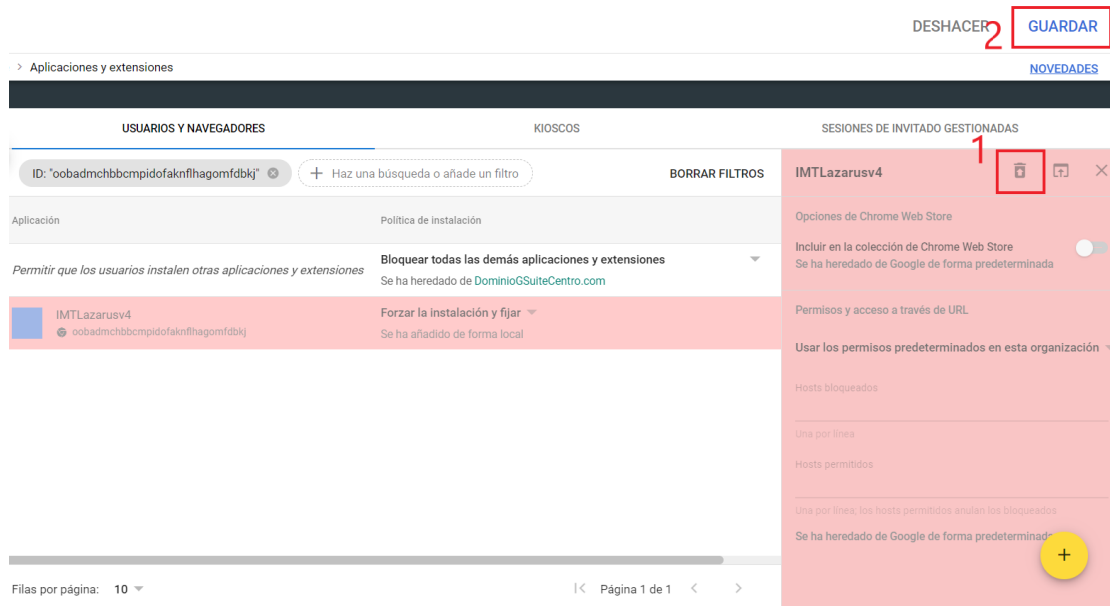 DESHACER
2
GUARDAR
> Aplicaciones y extensiones
NOVEDADES
USUARIOS Y NAVEGADORES
KIOSCOS
SESIONES DE INVITADO GESTIONADAS
1
ID: "oobadmchbbcmpidofaknflhagomfdbkj"
+ Haz una búsqueda o añade un filtro
BORRAR FILTROS
IMTLazarusv4
Aplicación
Política de instalación
Opciones de Chrome Web Store
Incluir en la colección de Chrome Web Store
Se ha heredado de Google de forma predeterminada
Permitir que los usuarios instalen otras aplicaciones y extensiones
Bloquear todas las demás aplicaciones y extensiones
Se ha heredado de DominioGSuiteCentro.com
IMTLazarusv4
oobadmchbbcmpidofaknflhagomfdbkj
Forzar la instalación y fijar
Se ha añadido de forma local
Permisos y acceso a través de URL
Usar los permisos predeterminados en esta organización
Hosts bloqueados
Una por línea
Hosts permitidos
Una por línea, los hosts permitidos anulan los bloqueados
Se ha heredado de Google de forma predeterminada
+
Filas por página: 10
Página 1 de 1